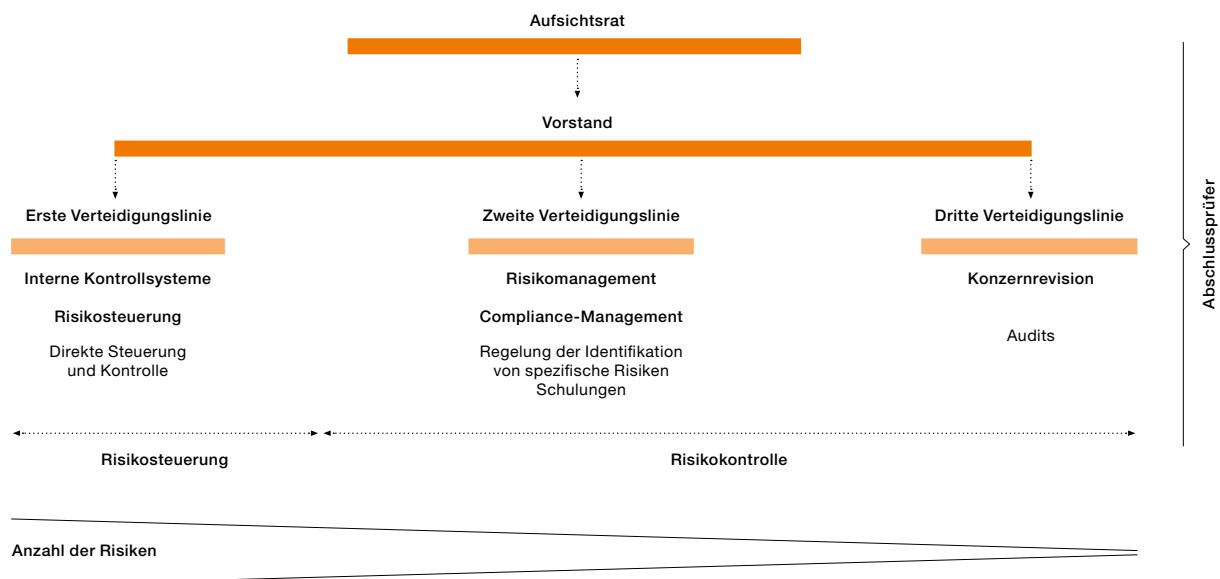 Aufsichtsrat
Vorstand
Erste Verteidigungslinie
Interne Kontrollsysteme
Risikosteuerung
Direkte Steuerung
und Kontrolle
Zweite Verteidigungslinie
Risikomanagement
Compliance-Management
Regelung der Identifikation
von spezifische Risiken
Schulungen
Dritte Verteidigungslinie
Konzernrevision
Audits
Abschlussprüfer
Risikosteuerung
Risikokontrolle
Anzahl der Risiken